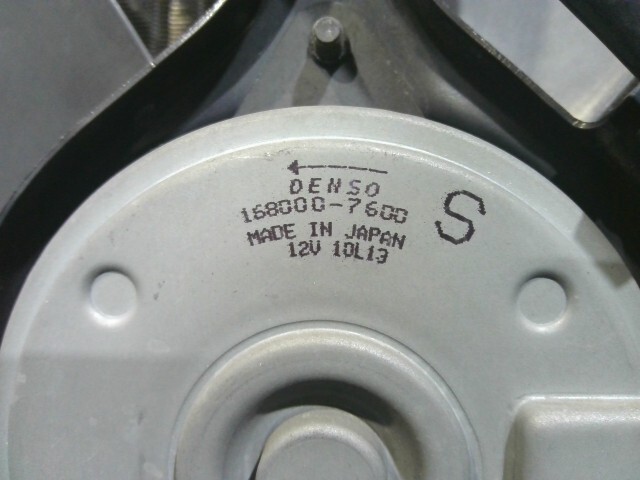 DENSO
168000-7600
S
MADE IN JAPAN
12V 10L13